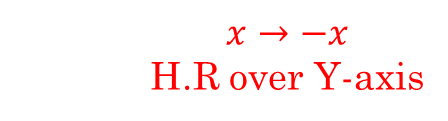 𝑥 → −𝑥
H.R over Y-axis